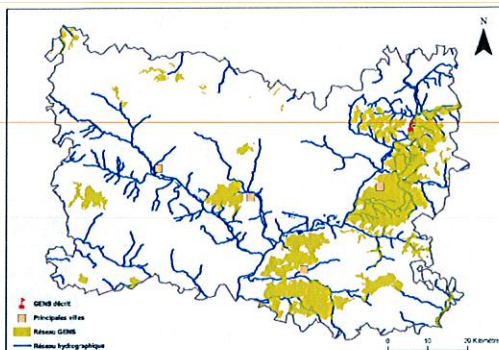 N
GENS décrit
Principales villes
Réseau GENS
Réseau hydrographique
0 10 20 Kilomètres